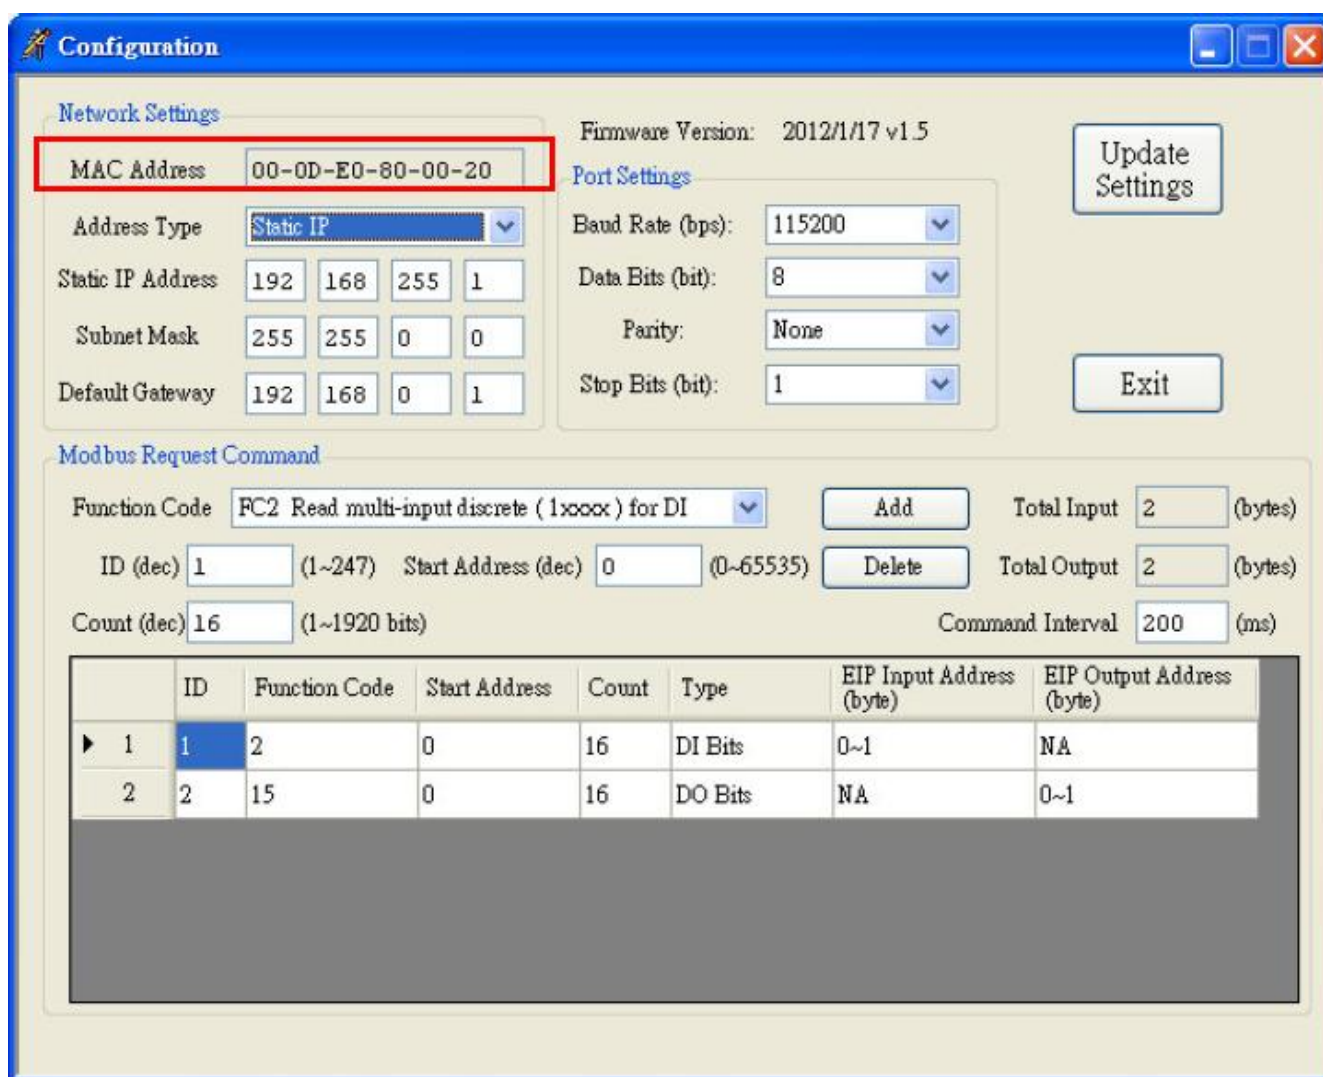 Configuration
Network Settings
MAC Address 00-0D-E0-80-00-20
Address Type Static IP
Static IP Address 192 168 255 1
Subnet Mask 255 255 0 0
Default Gateway 192 168 0 1
Firmware Version: 2012/1/17 v1.5
Port Settings
Baud Rate (bps): 115200
Data Bits (bit): 8
Parity: None
Stop Bits (bit): 1
Update
Settings
Exit
Modbus Request Command
Function Code FC2 Read multi-input discrete ( 1xxxx ) for DI Add Total Input 2 (bytes)
ID (dec) 1 (1~247) Start Address (dec) 0 (0~65535) Delete Total Output 2 (bytes)
Count (dec) 16 (1~1920 bits) Command Interval 200 (ms)
ID Function Code Start Address Count Type EIP Input Address (byte) EIP Output Address (byte)
1 1 2 0 16 DI Bits 0~1 NA
2 2 15 0 16 DO Bits NA 0~1